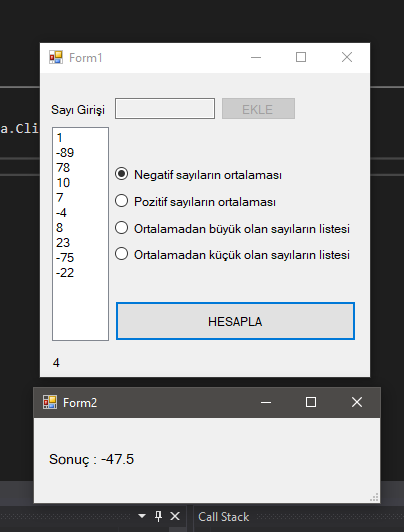 Form1
a.Cli
Sayı Girişi
EKLE
1
-89
78
10
7
-4
8
23
-75
-22
Negatif sayıların ortalaması
Pozitif sayıların ortalaması
Ortalamadan büyük olan sayıların listesi
Ortalamadan küçük olan sayıların listesi
HESAPLA
4
Form2
Sonuç : -47.5
Call Stack